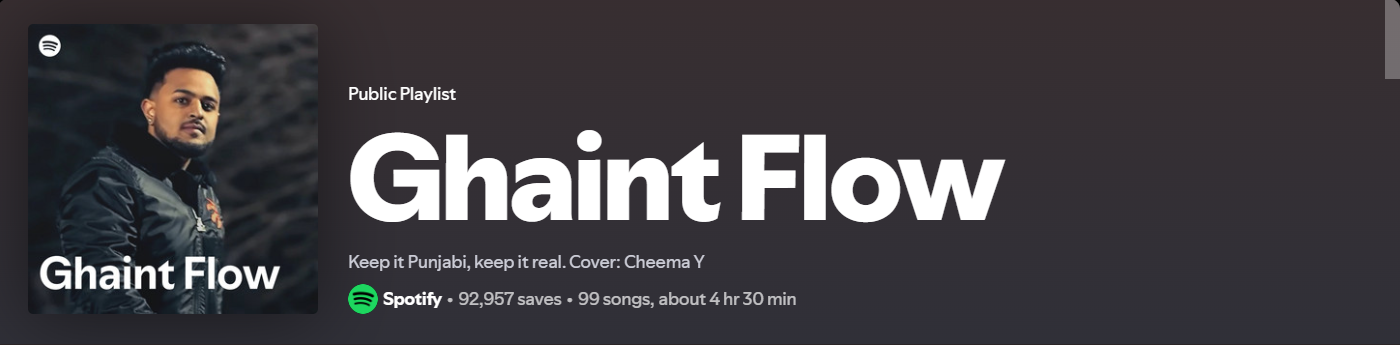 Public Playlist
Ghaint Flow
Ghaint Flow
Keep it Punjabi, keep it real. Cover: Cheema Y
Spotify • 92,957 saves • 99 songs, about 4 hr 30 min